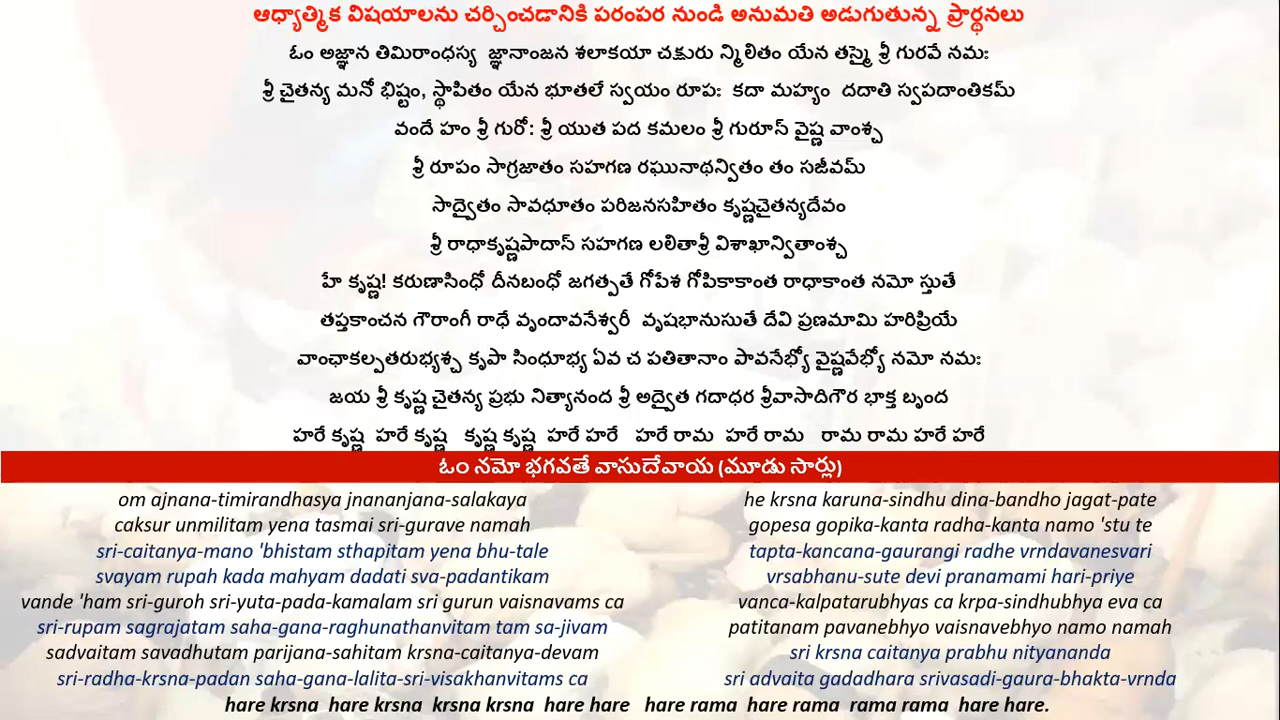 ఆధ్యాత్మిక విషయాలను చర్చించడానికి పరంపర నుండి అనుమతి అడుగుతున్న ప్రార్థనలు
ఓం అజ్ఞాన తిమిరాంధస్య జ్ఞానాంజన శలాకయా చక్షురు న్మిలితం యేన తస్మై శ్రీ గురవే నమః
శ్రీ చైతన్య మనో భిష్టం, స్థాపితం యేన భూతలే స్వయం రూపః కదా మహ్యం దదాతి స్వపదాంతికమ్
వందే హం శ్రీ గురో: శ్రీ యుత పద కమలం శ్రీ గురూస్ వైష్ణ వాంశ్చ
శ్రీ రూపం సాగ్రజాతం సహగణ రఘునాథన్వితం తం సజీవమ్
సాద్వైతం సావధూతం పరిజనసహితం కృష్ణచైతన్యదేవం
శ్రీ రాధాకృష్ణపాదాస్ సహగణ లలితాశ్రీ విశాఖాన్వితాంశ్చ
హే కృష్ణ! కరుణాసింధో దీనబంధో జగత్పతే గోపేశ గోపికాకాంత రాధాకాంత నమో స్తుతే
తప్తకాంచన గౌరాంగీ రాధే వృందావనేశ్వరీ వృషభానుసుతే దేవి ప్రణమామి హరిప్రియే
వాంఛాకల్పతరుభ్యశ్చ కృపా సింధూభ్య ఏవ చ పతితానాం పావనేభ్యో వైష్ణవేభ్యో నమో నమః
జయ శ్రీ కృష్ణ చైతన్య ప్రభు నిత్యానంద శ్రీ అద్వైత గదాధర శ్రీవాసాదిగౌర భాక్త బృంద
హరే కృష్ణ హరే కృష్ణ కృష్ణ కృష్ణ హరే హరే హరే రామ హరే రామ రామ రామ హరే హరే
ఓం నమో భగవతే వాసుదేవాయ (మూడు సార్లు)
om ajnana-timirandhasya jnananjana-salakaya
caksur unmilitam yena tasmai sri-gurave namah
sri-caitanya-mano 'bhistam sthapitam yena bhu-tale
svayam rupah kada mahyam dadati sva-padantikam
vande 'ham sri-guroh sri-yuta-pada-kamalam sri gurun vaisnavams ca
sri-rupam sagrajatam saha-gana-raghunathanvitam tam sa-jivam
sadvaitam savadhutam parijana-sahitam krsna-caitanya-devam
sri-radha-krsna-padan saha-gana-lalita-sri-visakhanvitams ca
he krsna karuna-sindhu dina-bandho jagat-pate
gopesa gopika-kanta radha-kanta namo 'stu te
tapta-kancana-gaurangi radhe vrndavanesvari
vrsabhanu-sute devi pranamami hari-priye
vanca-kalpatarubhyas ca krpa-sindhubhya eva ca
patitanam pavanebhyo vaisnavebhyo namo namah
sri krsna caitanya prabhu nityananda
sri advaita gadadhara srivasadi-gaura-bhakta-vrnda
hare krsna hare krsna krsna krsna hare hare hare rama hare rama rama rama hare hare.